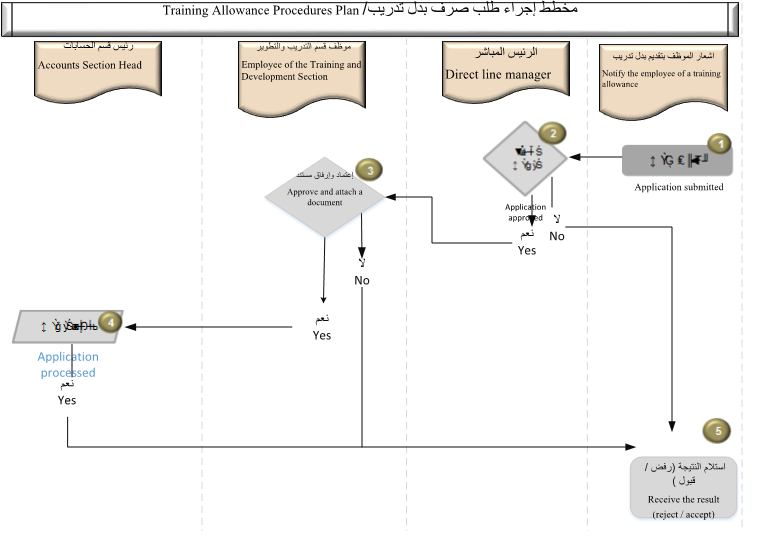 Training Allowance Procedures Plan /مخطط إجراء طلب صرف بدل تدريب
رئيس قسم الحسابات
Accounts Section Head
موظف قسم التدريب والتطوير
Employee of the Training and
Development Section
الرئيس المباشر
Direct line manager
اشعار الموظف بتقديم بدل تدريب
Notify the employee of a training
allowance
1
Application submitted
2
Application
approved
نعم
Yes
لا
No
3
إعتماد وإرفاق مستند
Approve and attach a
document
لا
No
نعم
Yes
4
Application
processed
نعم
Yes
5
استلام النتيجة (رفض /
قبول )
Receive the result
(reject / accept)